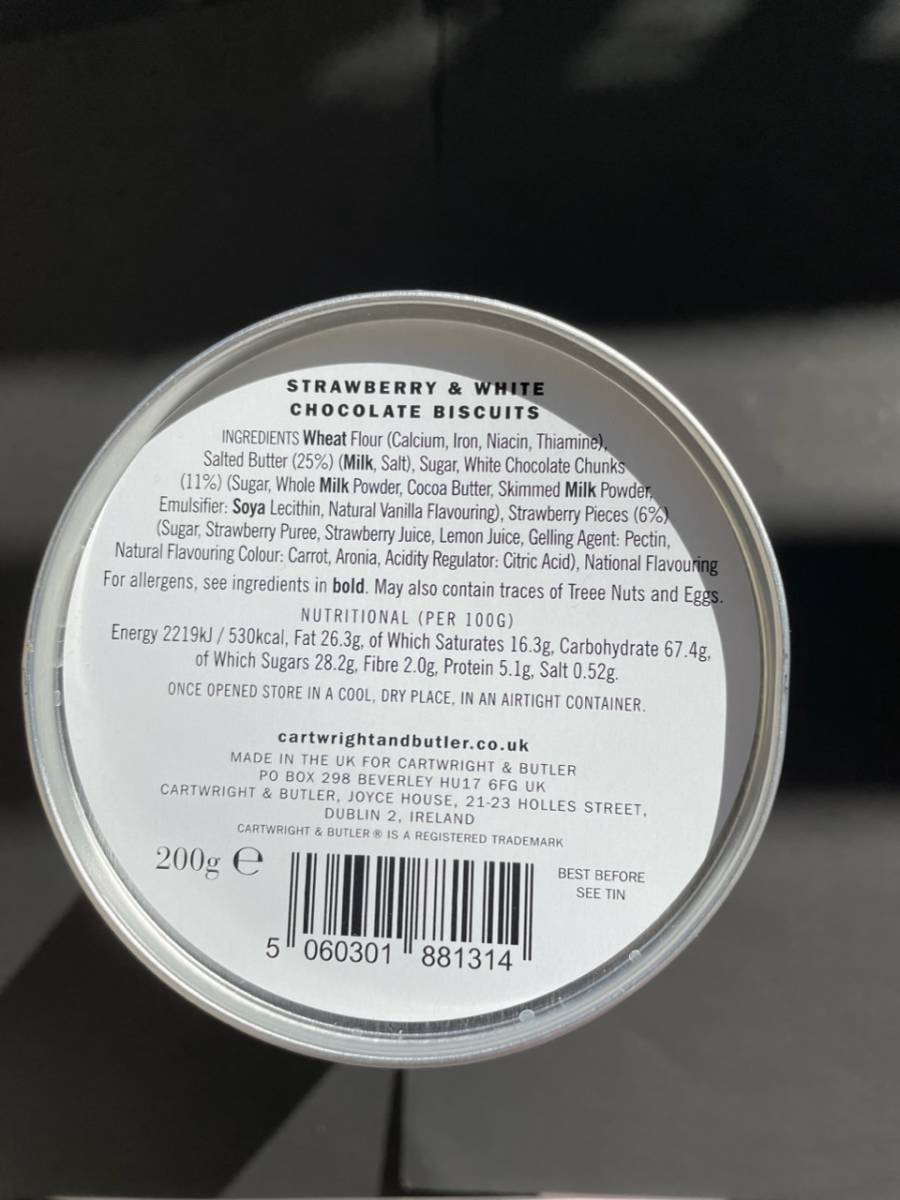 STRAWBERRY & WHITE
CHOCOLATE BISCUITS
INGREDIENTS Wheat Flour (Calcium, Iron, Niacin, Thiamine),
Salted Butter (25%) (Milk, Salt), Sugar, White Chocolate Chunks
(11%) (Sugar, Whole Milk Powder, Cocoa Butter, Skimmed Milk Powder,
Emulsifier: Soya Lecithin, Natural Vanilla Flavouring), Strawberry Pieces (6%)
(Sugar, Strawberry Puree, Strawberry Juice, Lemon Juice, Gelling Agent: Pectin,
Natural Flavouring Colour: Carrot, Aronia, Acidity Regulator: Citric Acid), National Flavouring
For allergens, see ingredients in bold. May also contain traces of Treee Nuts and Eggs.
NUTRITIONAL (PER 100G)
Energy 2219kJ / 530kcal, Fat 26.3g, of Which Saturates 16.3g, Carbohydrate 67.4g,
of Which Sugars 28.2g, Fibre 2.0g, Protein 5.1g, Salt 0.52g.
ONCE OPENED STORE IN A COOL, DRY PLACE, IN AN AIRTIGHT CONTAINER.
cartwrightandbutler.co.uk
MADE IN THE UK FOR CARTWRIGHT & BUTLER
PO BOX 298 BEVERLEY HU17 6FG UK
CARTWRIGHT & BUTLER, JOYCE HOUSE, 21-23 HOLLES STREET,
DUBLIN 2, IRELAND
CARTWRIGHT & BUTLER ® IS A REGISTERED TRADEMARK
200g ℮
BEST BEFORE
SEE TIN
5 060301 881314